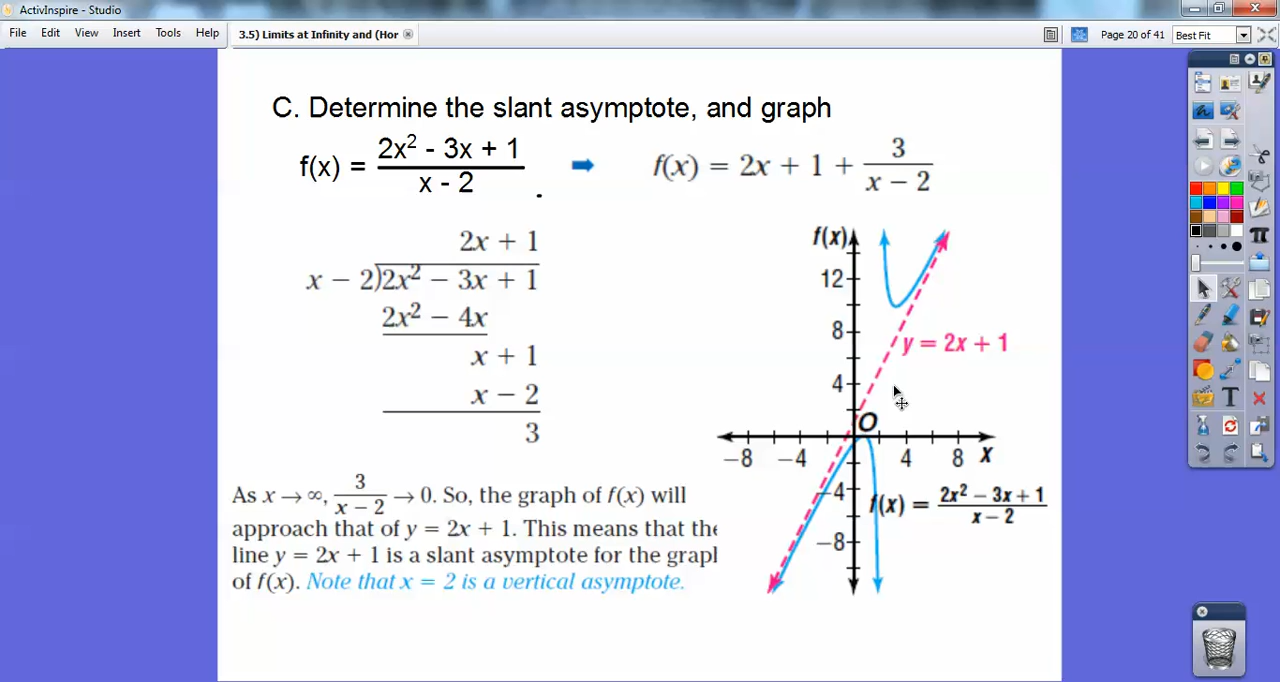 ActivInspire - Studio
File Edit View Insert Tools Help
3.5) Limits at Infinity and (Hor
Page 20 of 41
Best Fit
C. Determine the slant asymptote, and graph
f(x) = (2x² - 3x + 1)/(x - 2) .
f(x) = 2x + 1 + 3/(x − 2)
2x + 1
x − 2)2x² − 3x + 1
2x² − 4x
x + 1
x − 2
3
As x → ∞, 3/(x − 2) → 0. So, the graph of f(x) will
approach that of y = 2x + 1. This means that the
line y = 2x + 1 is a slant asymptote for the grapl
of f(x). Note that x = 2 is a vertical asymptote.
f(x)
12
8
y = 2x + 1
4
O
−8 −4 4 8 x
−4
f(x) = (2x² − 3x + 1)/(x − 2)
−8